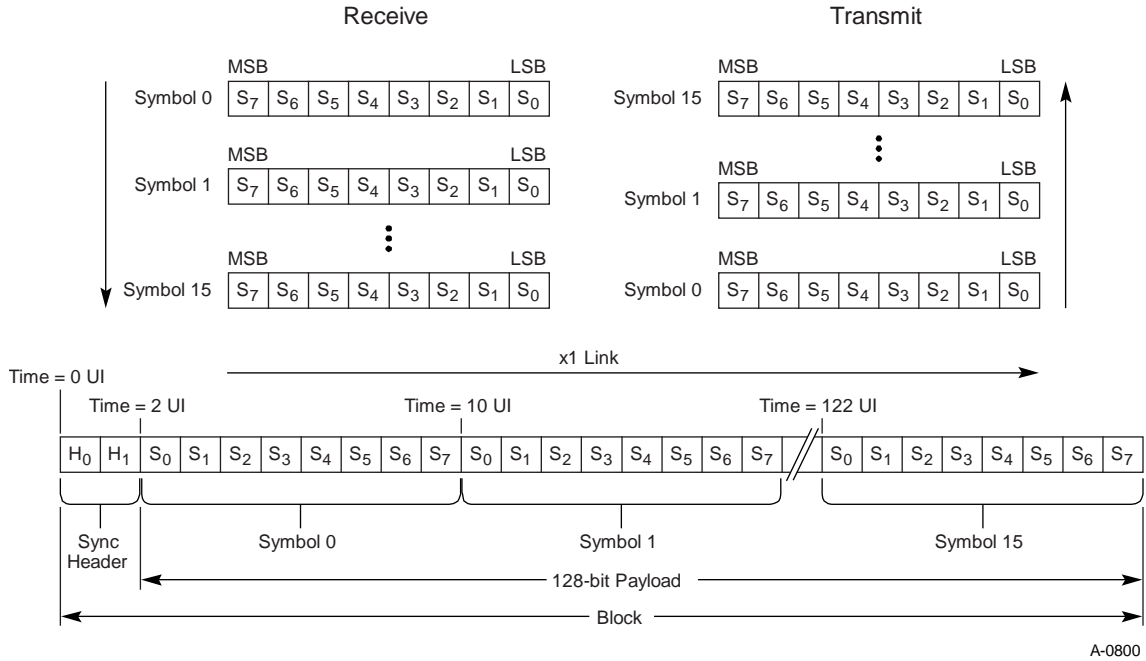 Receive Transmit
MSB LSB MSB LSB
Symbol 0 S7 S6 S5 S4 S3 S2 S1 S0 Symbol 15 S7 S6 S5 S4 S3 S2 S1 S0
MSB LSB MSB LSB
Symbol 1 S7 S6 S5 S4 S3 S2 S1 S0 Symbol 1 S7 S6 S5 S4 S3 S2 S1 S0
MSB LSB MSB LSB
Symbol 15 S7 S6 S5 S4 S3 S2 S1 S0 Symbol 0 S7 S6 S5 S4 S3 S2 S1 S0
x1 Link
Time = 0 UI
Time = 2 UI Time = 10 UI Time = 122 UI
H0 H1 S0 S1 S2 S3 S4 S5 S6 S7 S0 S1 S2 S3 S4 S5 S6 S7 S0 S1 S2 S3 S4 S5 S6 S7
Sync Symbol 0 Symbol 1 Symbol 15
Header
128-bit Payload
Block
A-0800